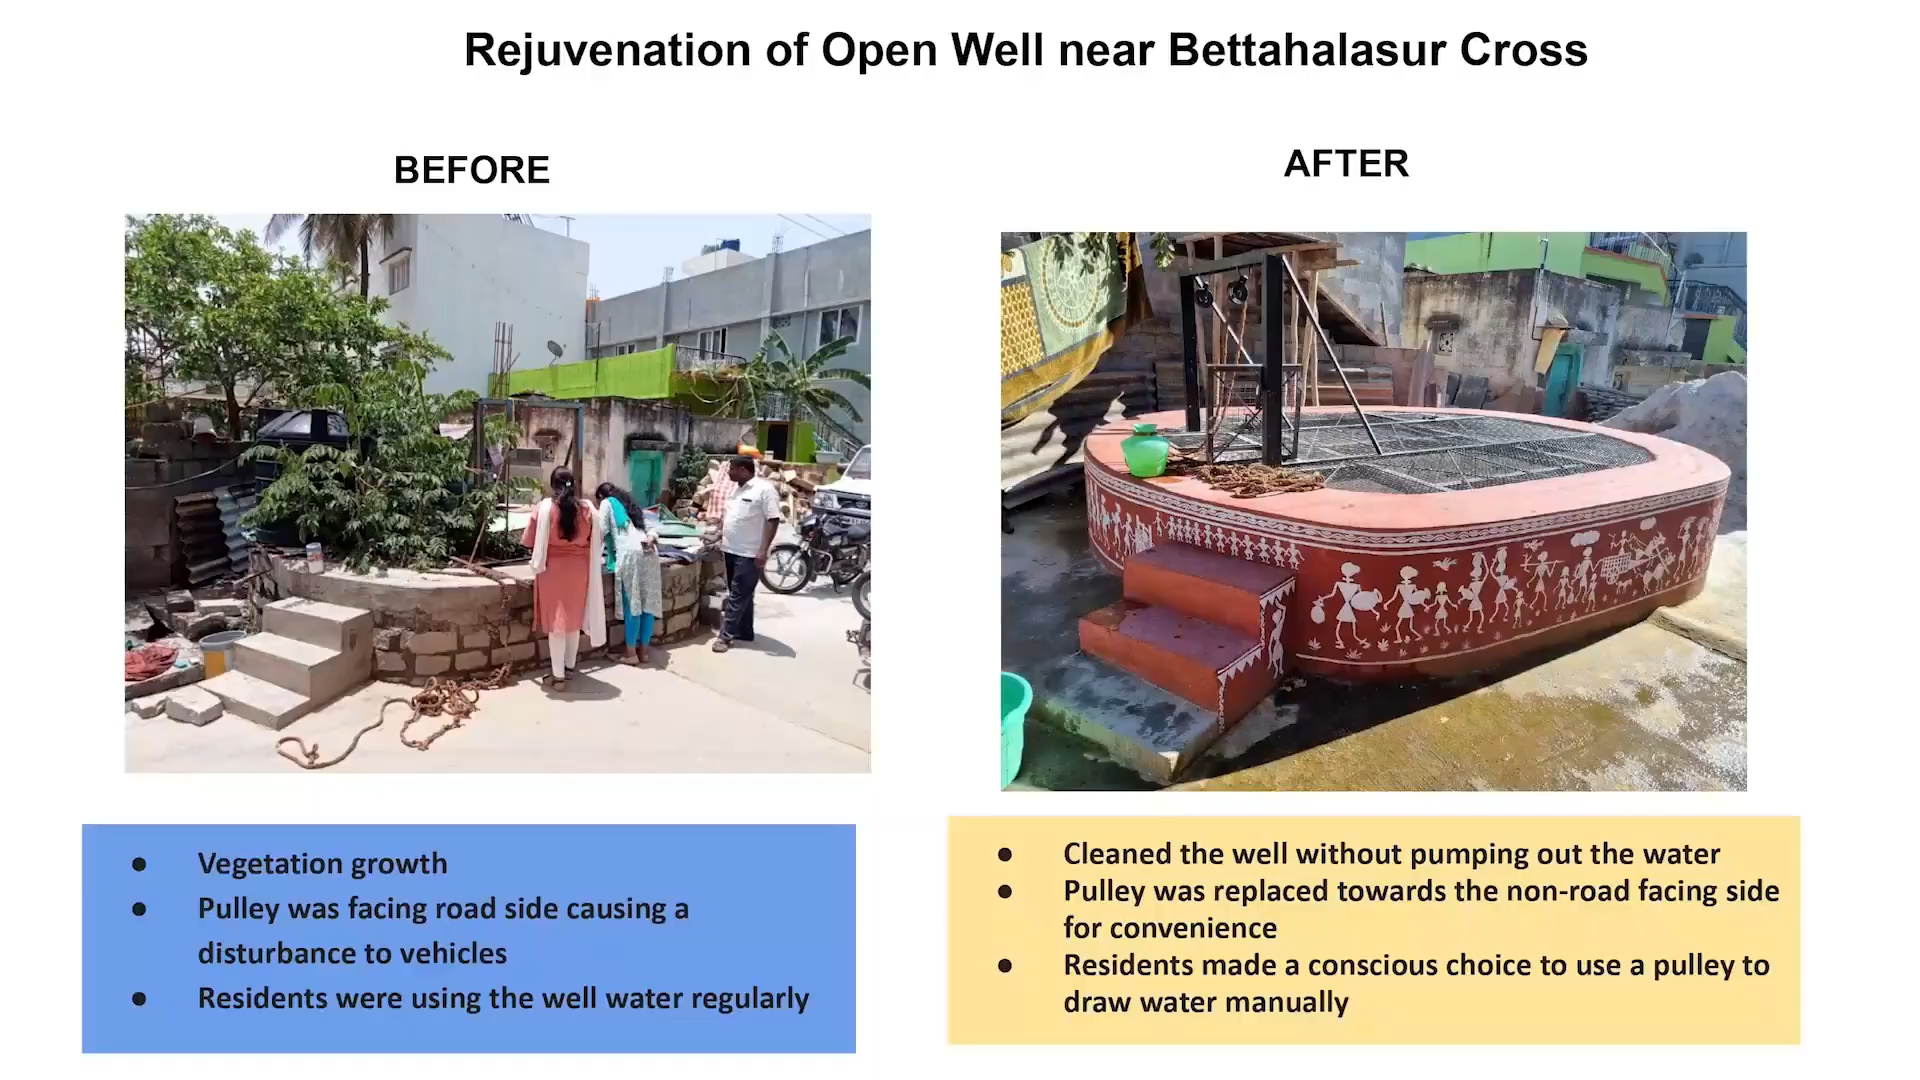 Rejuvenation of Open Well near Bettahalasur Cross
BEFORE
● Vegetation growth
● Pulley was facing road side causing a
disturbance to vehicles
● Residents were using the well water regularly
AFTER
● Cleaned the well without pumping out the water
● Pulley was replaced towards the non-road facing side
for convenience
● Residents made a conscious choice to use a pulley to
draw water manually